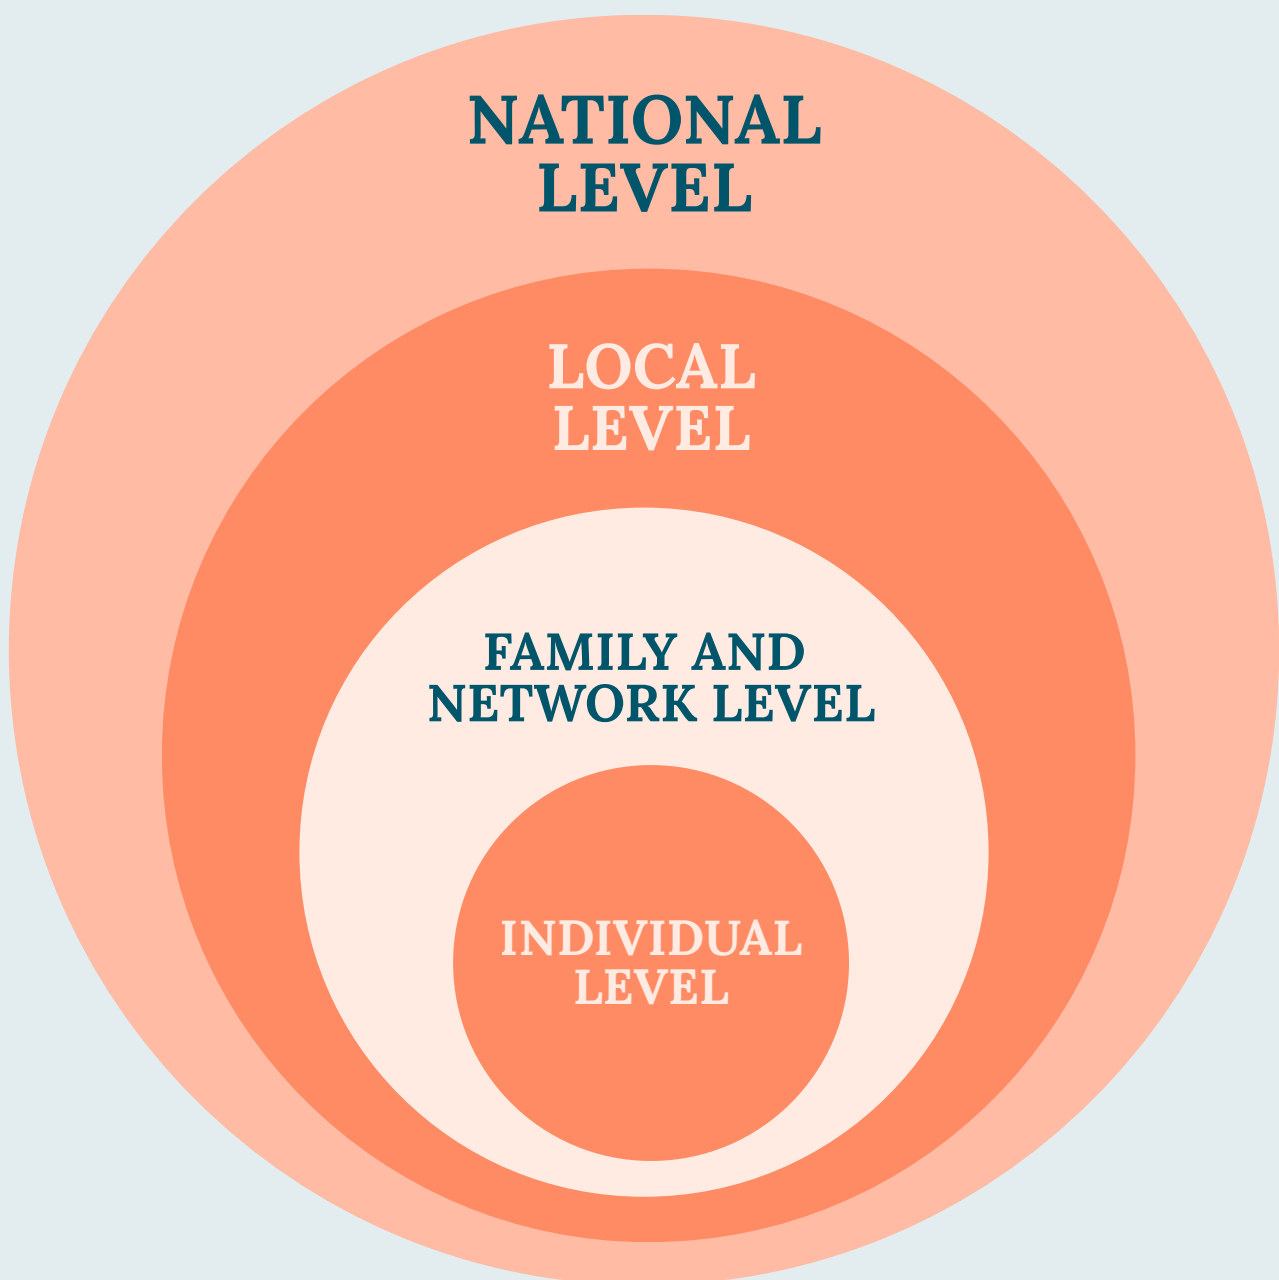 NATIONAL
LEVEL
LOCAL
LEVEL
FAMILY AND
NETWORK LEVEL
INDIVIDUAL
LEVEL